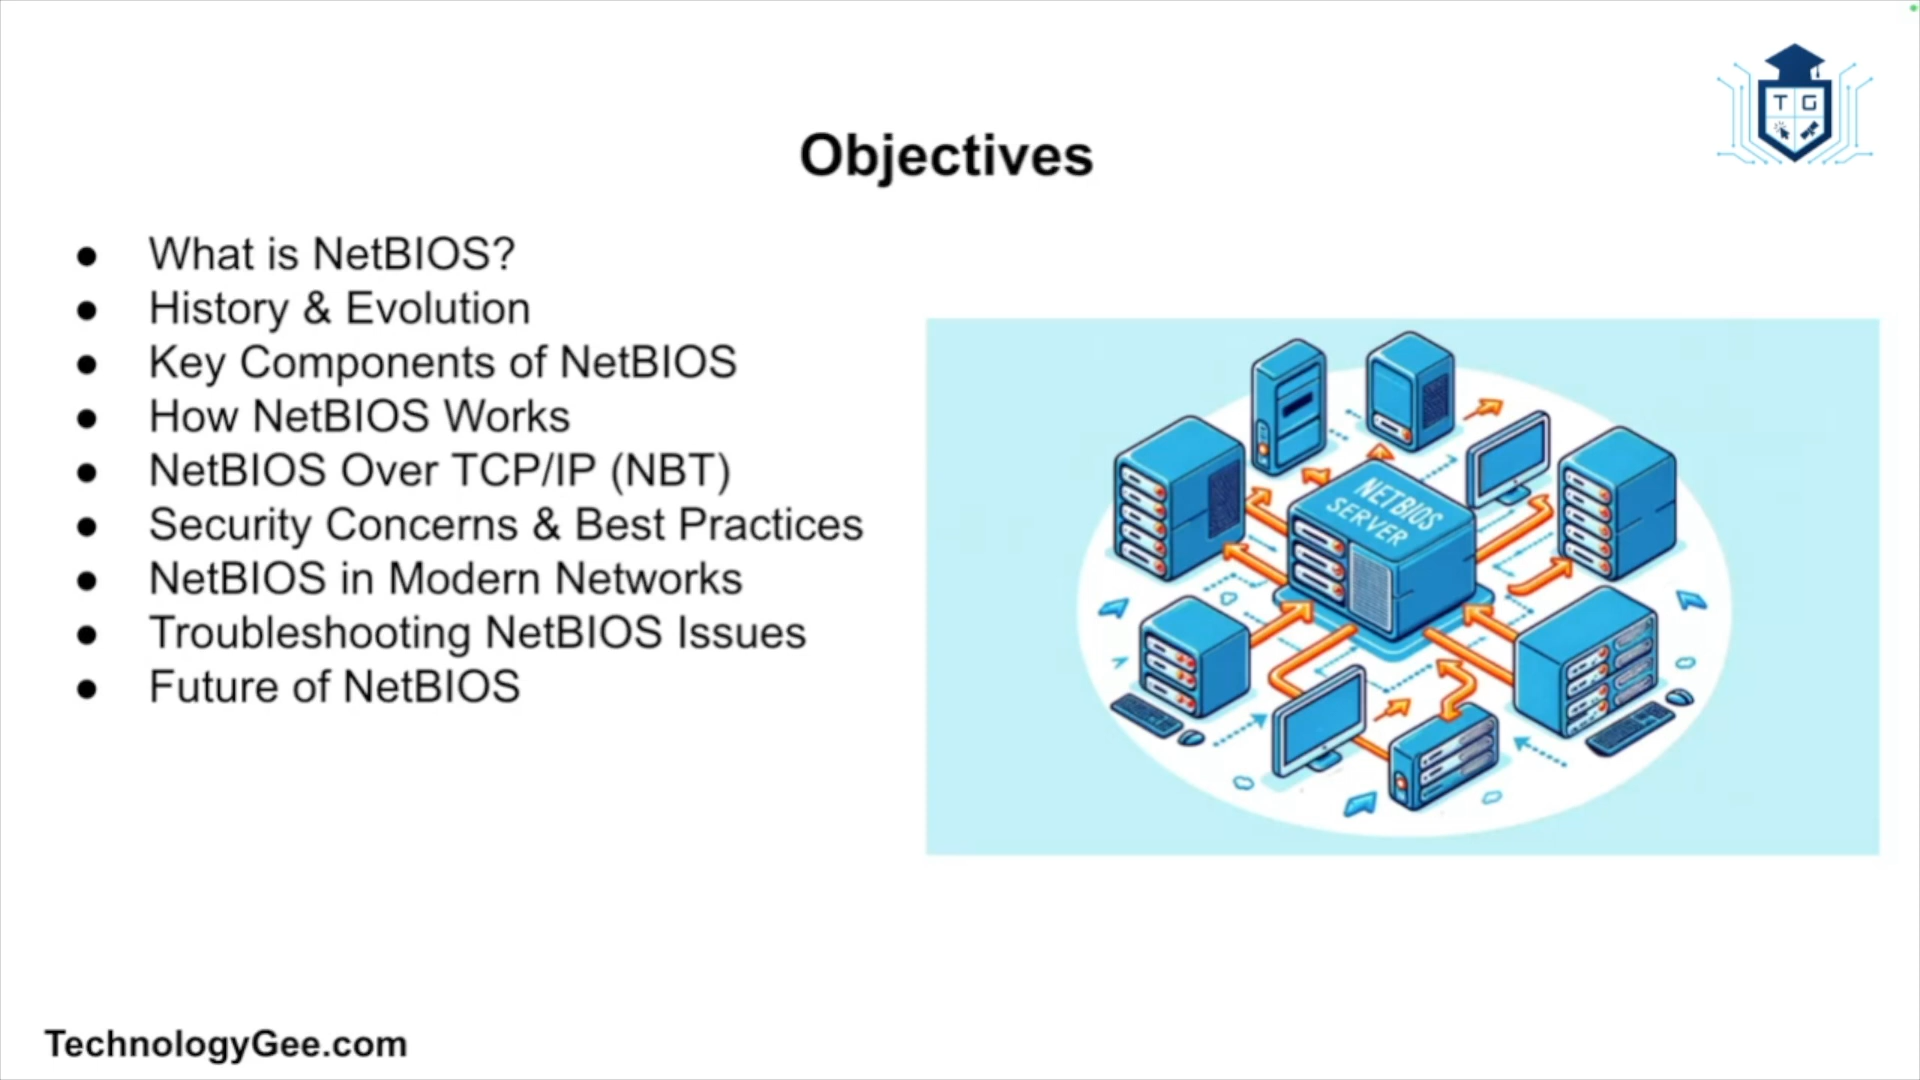 T G
Objectives
● What is NetBIOS?
● History & Evolution
● Key Components of NetBIOS
● How NetBIOS Works
● NetBIOS Over TCP/IP (NBT)
● Security Concerns & Best Practices
● NetBIOS in Modern Networks
● Troubleshooting NetBIOS Issues
● Future of NetBIOS
NETBIOS
SERVER
TechnologyGee.com